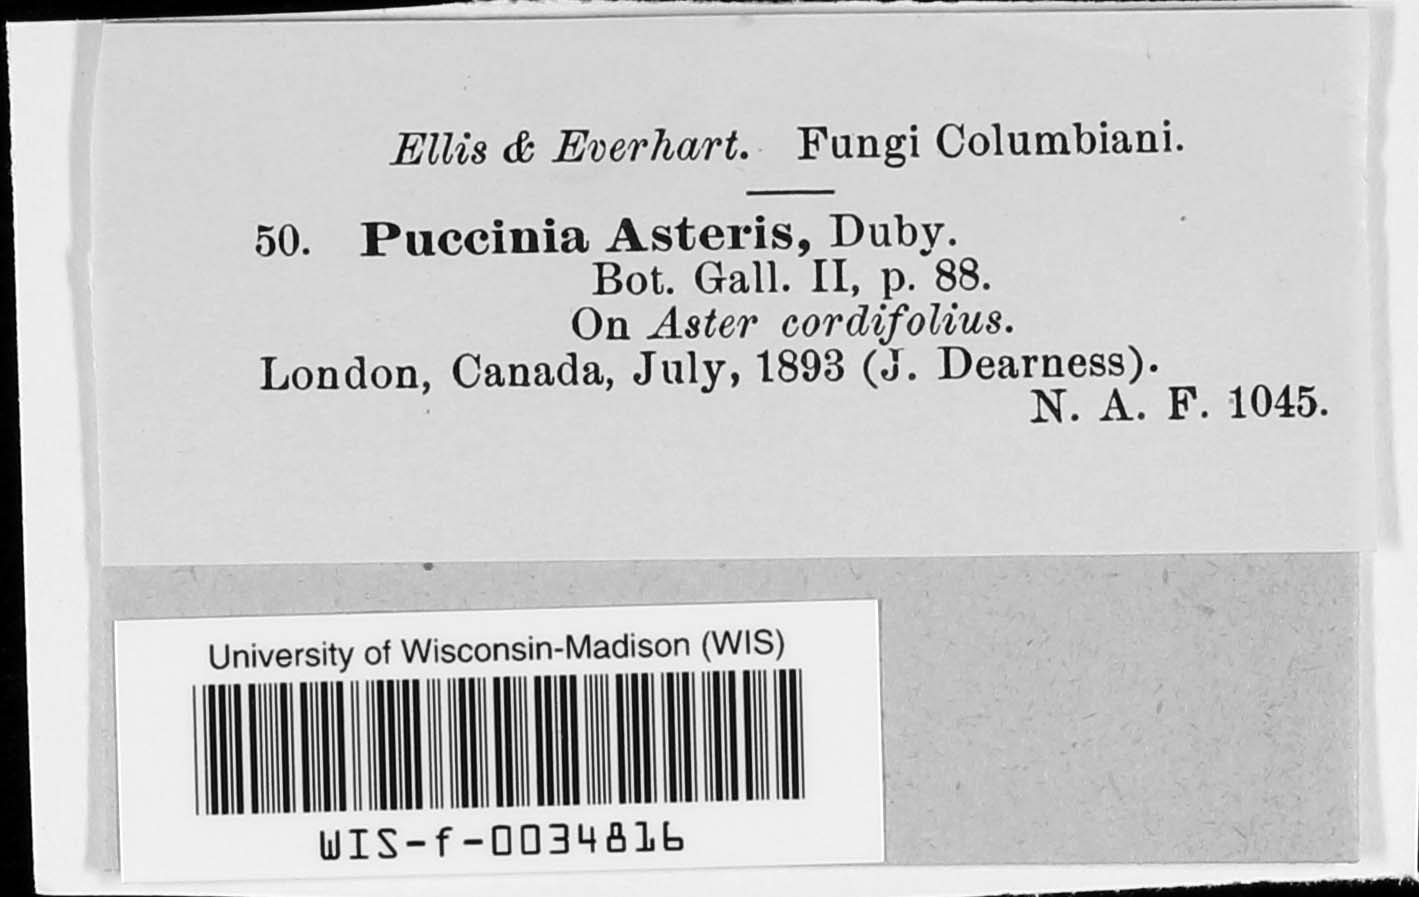 Ellis & Everhart. Fungi Columbiani.
50. Puccinia Asteris, Duby.
Bot. Gall. II, p. 88.
On Aster cordifolius.
London, Canada, July, 1893 (J. Dearness).
N. A. F. 1045.
University of Wisconsin-Madison (WIS)
WIS-f-0034816